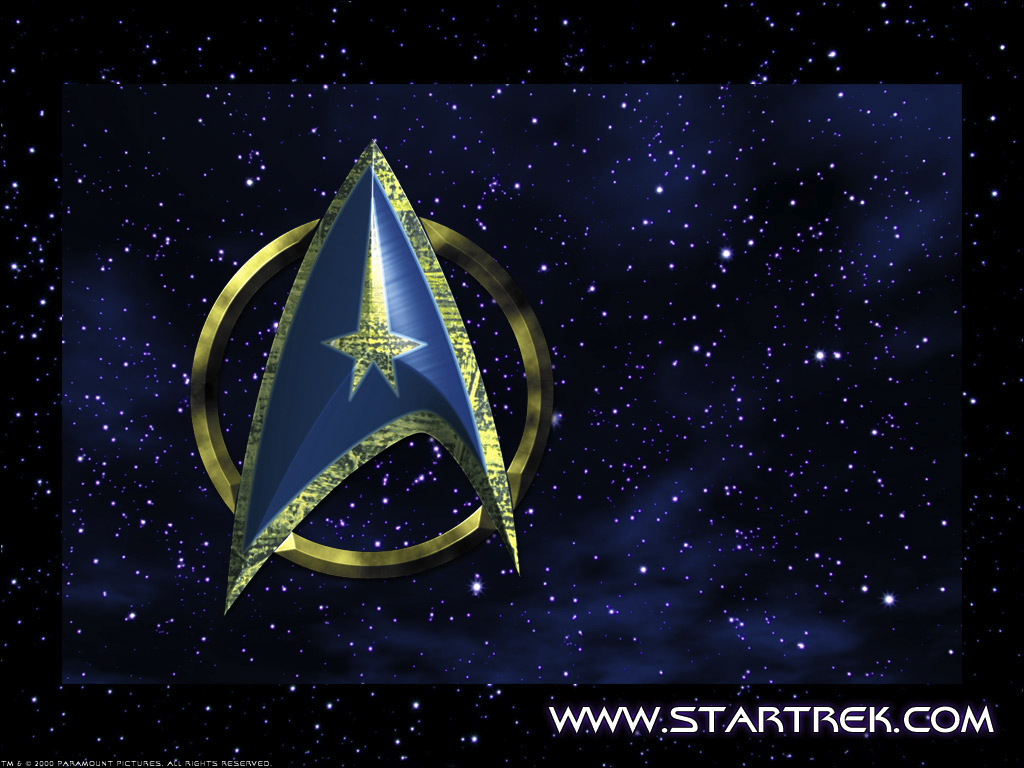 WWW.STARTREK.COM
TM & © 2000 PARAMOUNT PICTURES. ALL RIGHTS RESERVED.